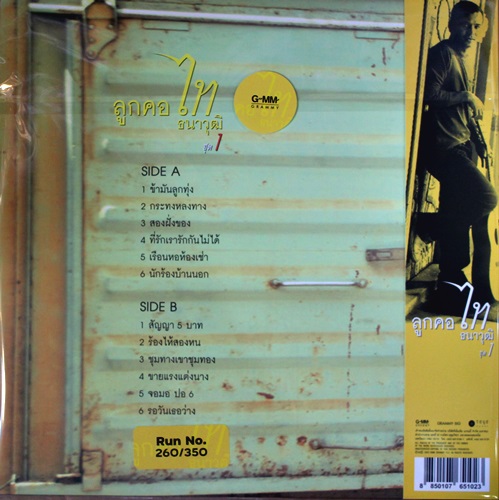 ลูกคอ ไท
ธนาวุฒิ
ชุด 1
G-MM'
GRAMMY
SIDE A
1 ข้ามันลูกทุ่ง
2 กระทงหลงทาง
3 สองฝั่งของ
4 ที่รักเรารักกันไม่ได้
5 เรือนหอห้องเช่า
6 นักร้องบ้านนอก
SIDE B
1 สัญญา 5 บาท
2 ร้องไห้สองหน
3 ชุมทางเขาชุมทอง
4 ขายแรงแต่งนาง
5 จอมอ ปอ 6
6 รอวันเธอว่าง
Run No.
260/350
ลูกคอ ไท
ธนาวุฒิ
ชุด 1
8 850107 651023